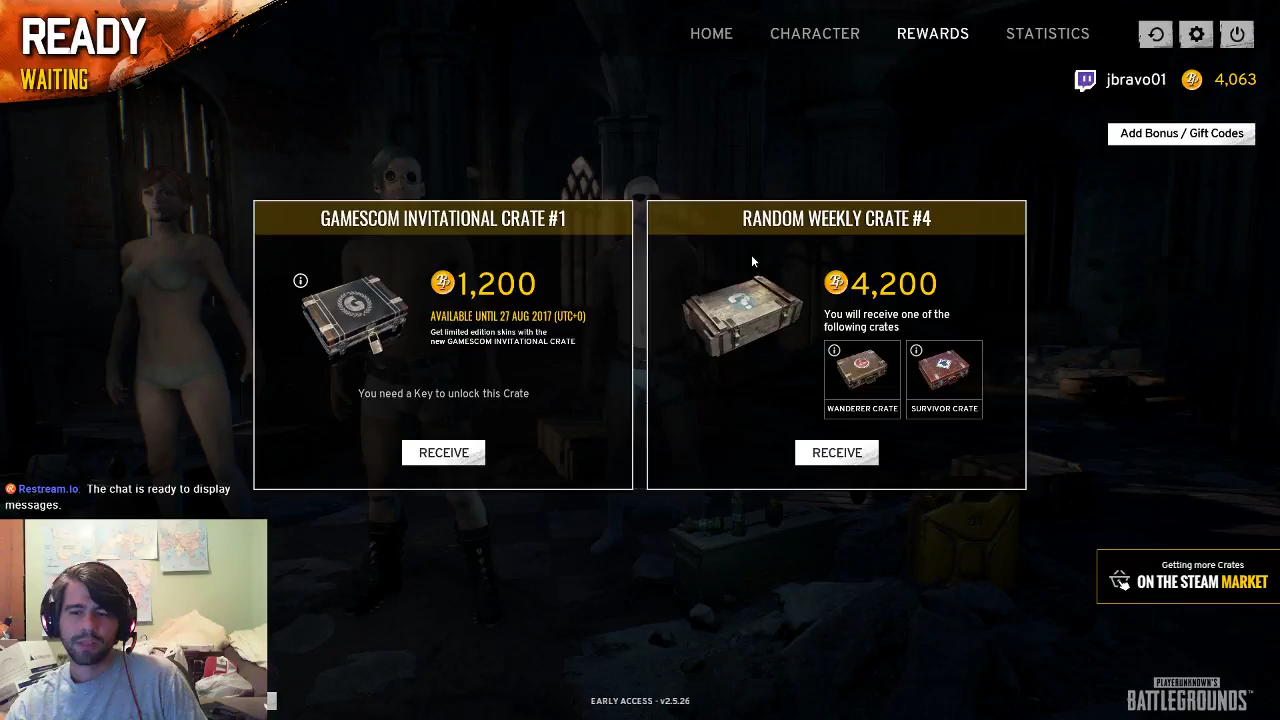 READY
WAITING
HOME
CHARACTER
REWARDS
STATISTICS
jbravo01
4,063
Add Bonus / Gift Codes
GAMESCOM INVITATIONAL CRATE #1
1,200
AVAILABLE UNTIL 27 AUG 2017 (UTC+0)
Get limited edition skins with the
new GAMESCOM INVITATIONAL CRATE
You need a Key to unlock this Crate
RECEIVE
RANDOM WEEKLY CRATE #4
4,200
You will receive one of the
following crates
WANDERER CRATE
SURVIVOR CRATE
RECEIVE
Restream.io: The chat is ready to display
messages.
Getting more Crates
ON THE STEAM MARKET
EARLY ACCESS - v2.5.26
PLAYERUNKNOWN'S
BATTLEGROUNDS